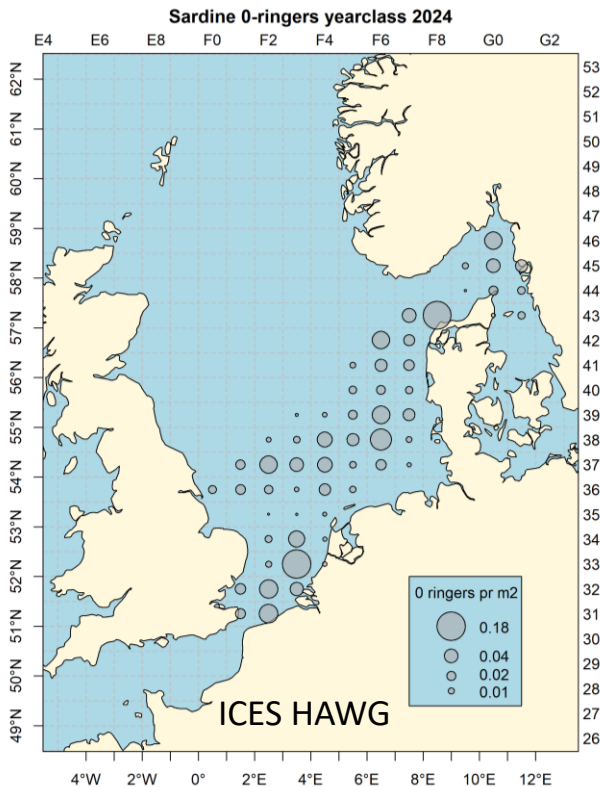 Sardine 0-ringers yearclass 2024
E4 E6 E8 F0 F2 F4 F6 F8 G0 G2
62°N
61°N
60°N
59°N
58°N
57°N
56°N
55°N
54°N
53°N
52°N
51°N
50°N
49°N
53
52
51
50
49
48
47
46
45
44
43
42
41
40
39
38
37
36
35
34
33
32
31
30
29
28
27
26
0 ringers pr m2
0.18
0.04
0.02
0.01
ICES HAWG
4°W 2°W 0° 2°E 4°E 6°E 8°E 10°E 12°E